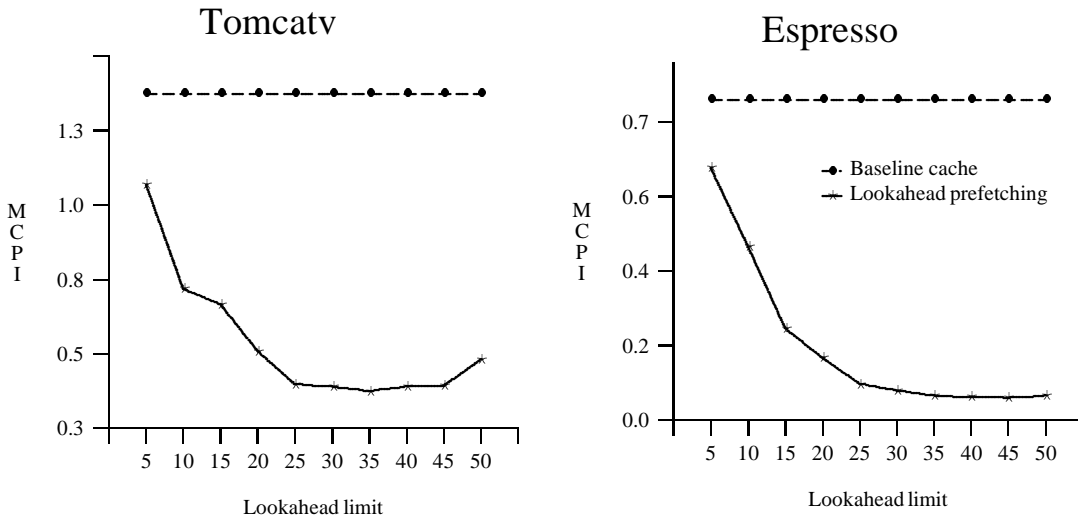 Tomcatv
1.3
1.0
0.8
0.5
0.3
M
C
P
I
5 10 15 20 25 30 35 40 45 50
Lookahead limit
Espresso
0.7
0.6
0.4
0.2
0.0
M
C
P
I
Baseline cache
Lookahead prefetching
5 10 15 20 25 30 35 40 45 50
Lookahead limit